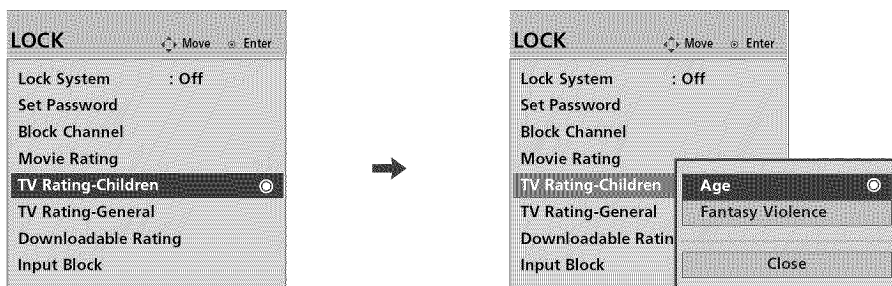 LOCK
Move Enter
Lock System : Off
Set Password
Block Channel
Movie Rating
TV Rating-Children
TV Rating-General
Downloadable Rating
Input Block
LOCK
Move Enter
Lock System : Off
Set Password
Block Channel
Movie Rating
TV Rating-Children
TV Rating-General
Downloadable Ratin
Input Block
Age
Fantasy Violence
Close